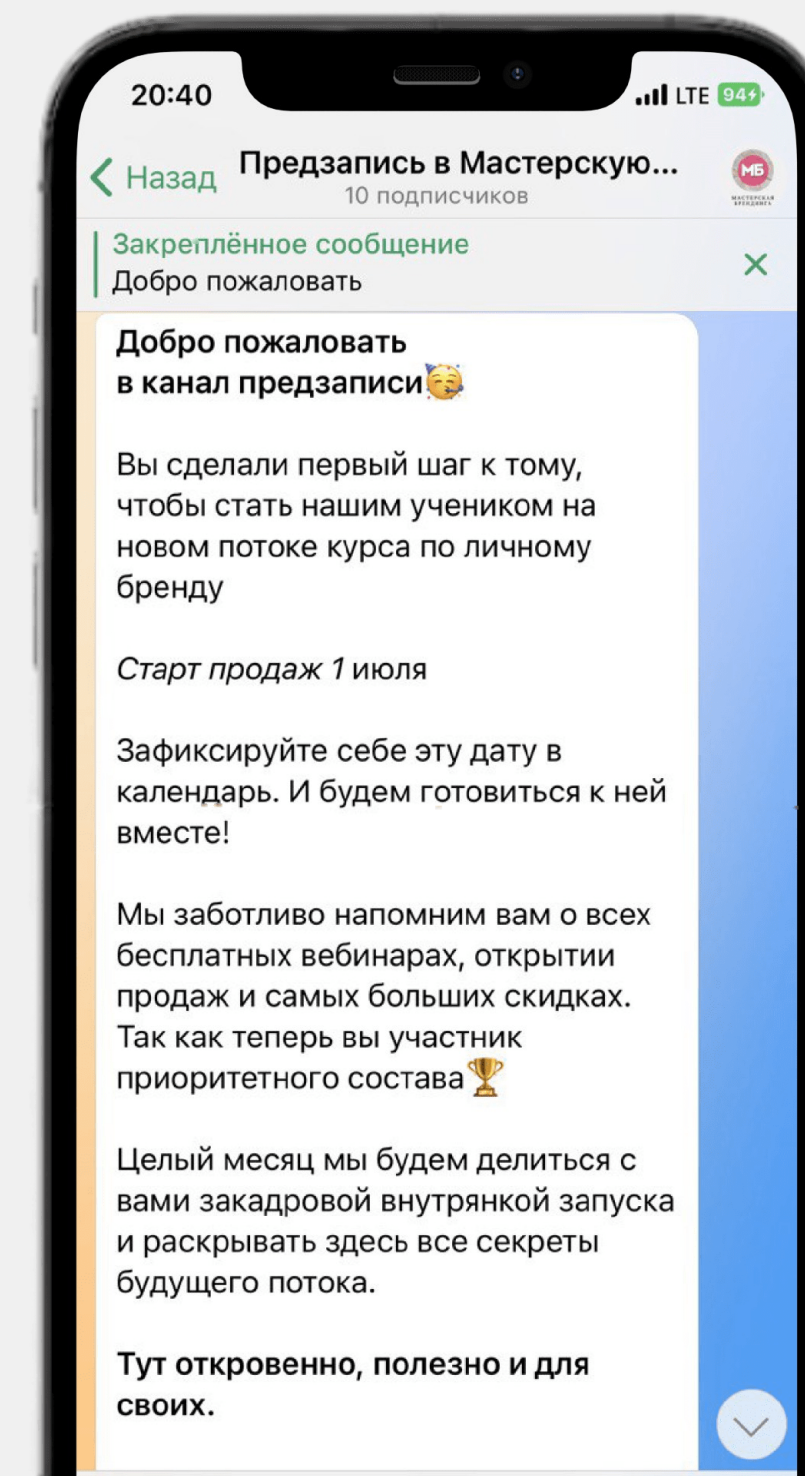 20:40
LTE 94
Назад
Предзапись в Мастерскую...
10 подписчиков
МБ
МАСТЕРСКАЯ
БРЕНДИНГА
Закреплённое сообщение
Добро пожаловать
Добро пожаловать
в канал предзаписи🥳
Вы сделали первый шаг к тому,
чтобы стать нашим учеником на
новом потоке курса по личному
бренду
Старт продаж 1 июля
Зафиксируйте себе эту дату в
календарь. И будем готовиться к ней
вместе!
Мы заботливо напомним вам о всех
бесплатных вебинарах, открытии
продаж и самых больших скидках.
Так как теперь вы участник
приоритетного состава🏆
Целый месяц мы будем делиться с
вами закадровой внутрянкой запуска
и раскрывать здесь все секреты
будущего потока.
Тут откровенно, полезно и для
своих.